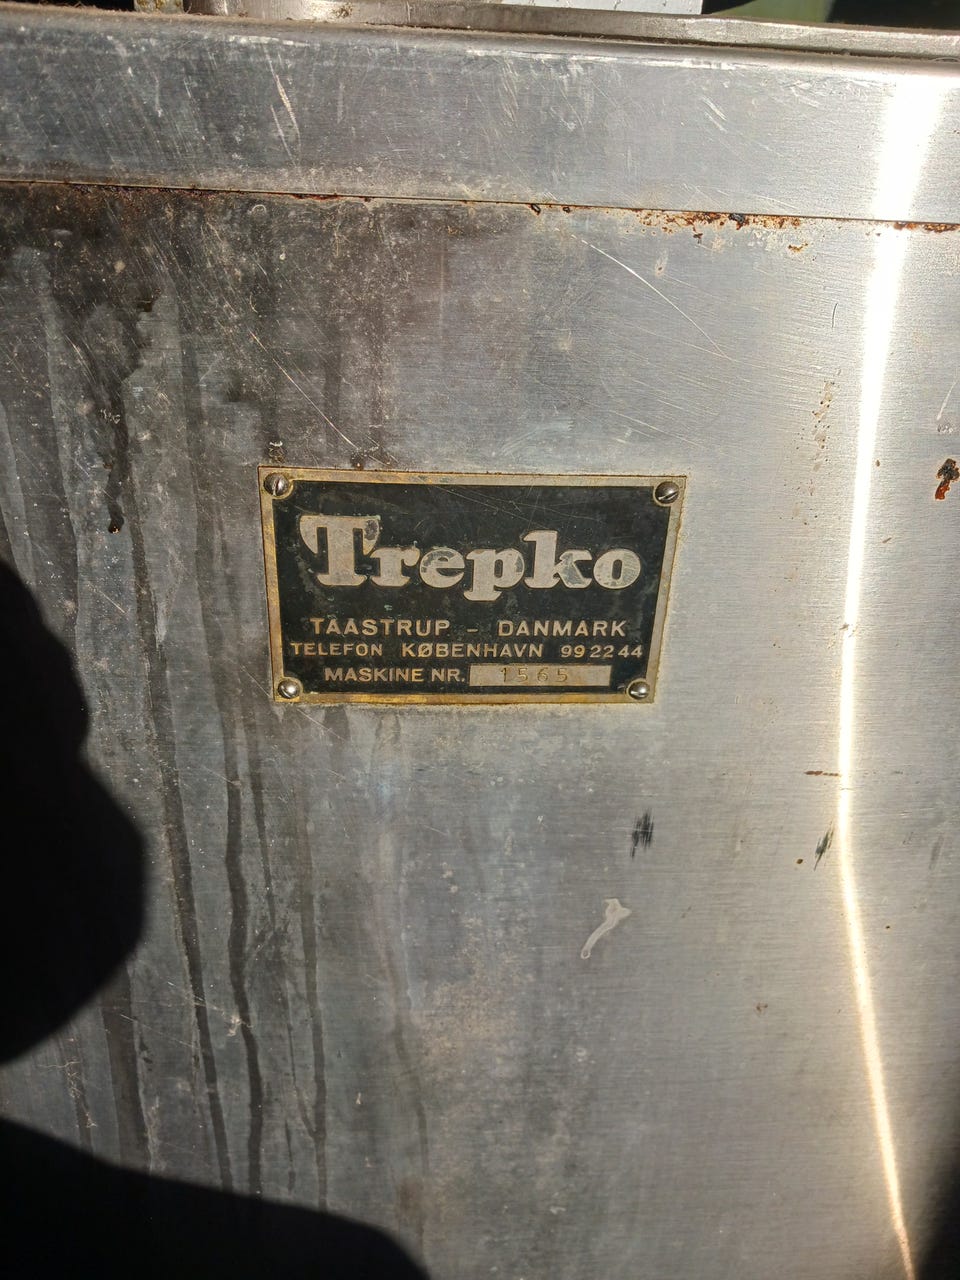 Trepko
TAASTRUP - DANMARK
TELEFON KØBENHAVN 99 22 44
MASKINE NR. 1565